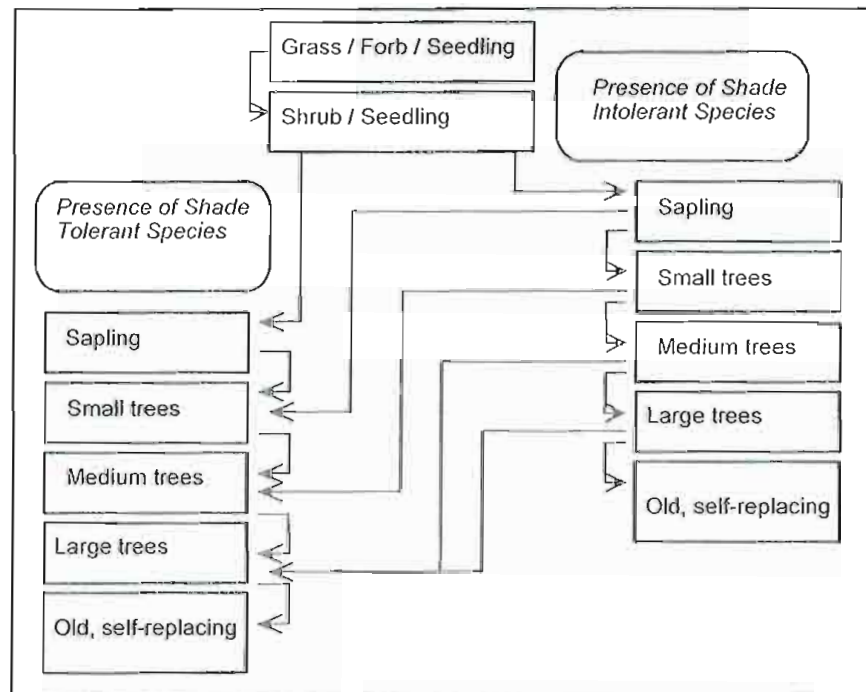 Grass / Forb / Seedling
Shrub / Seedling
Presence of Shade
Intolerant Species
Presence of Shade
Tolerant Species
Sapling
Small trees
Medium trees
Large trees
Old, self-replacing
Sapling
Small trees
Medium trees
Large trees
Old, self-replacing